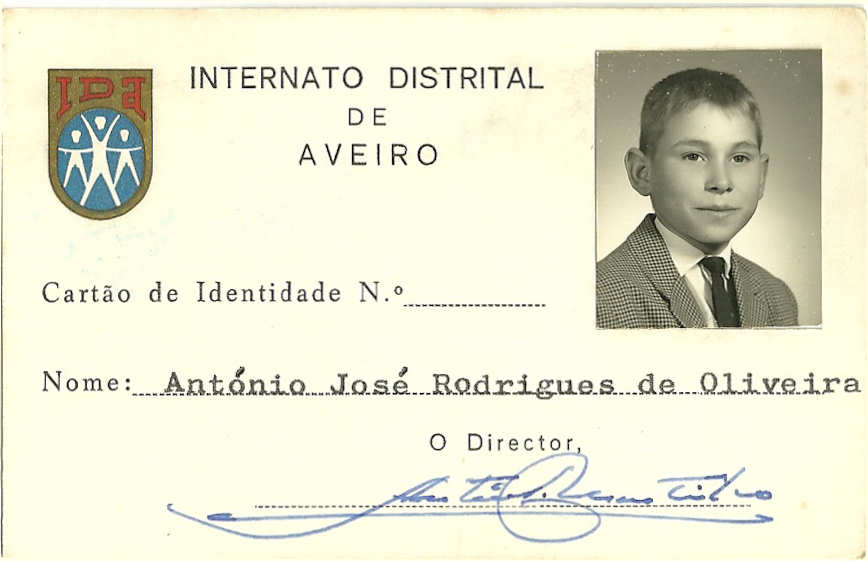 IDA
INTERNATO DISTRITAL
DE
AVEIRO
Cartão de Identidade N.º
Nome: António José Rodrigues de Oliveira
O Director,